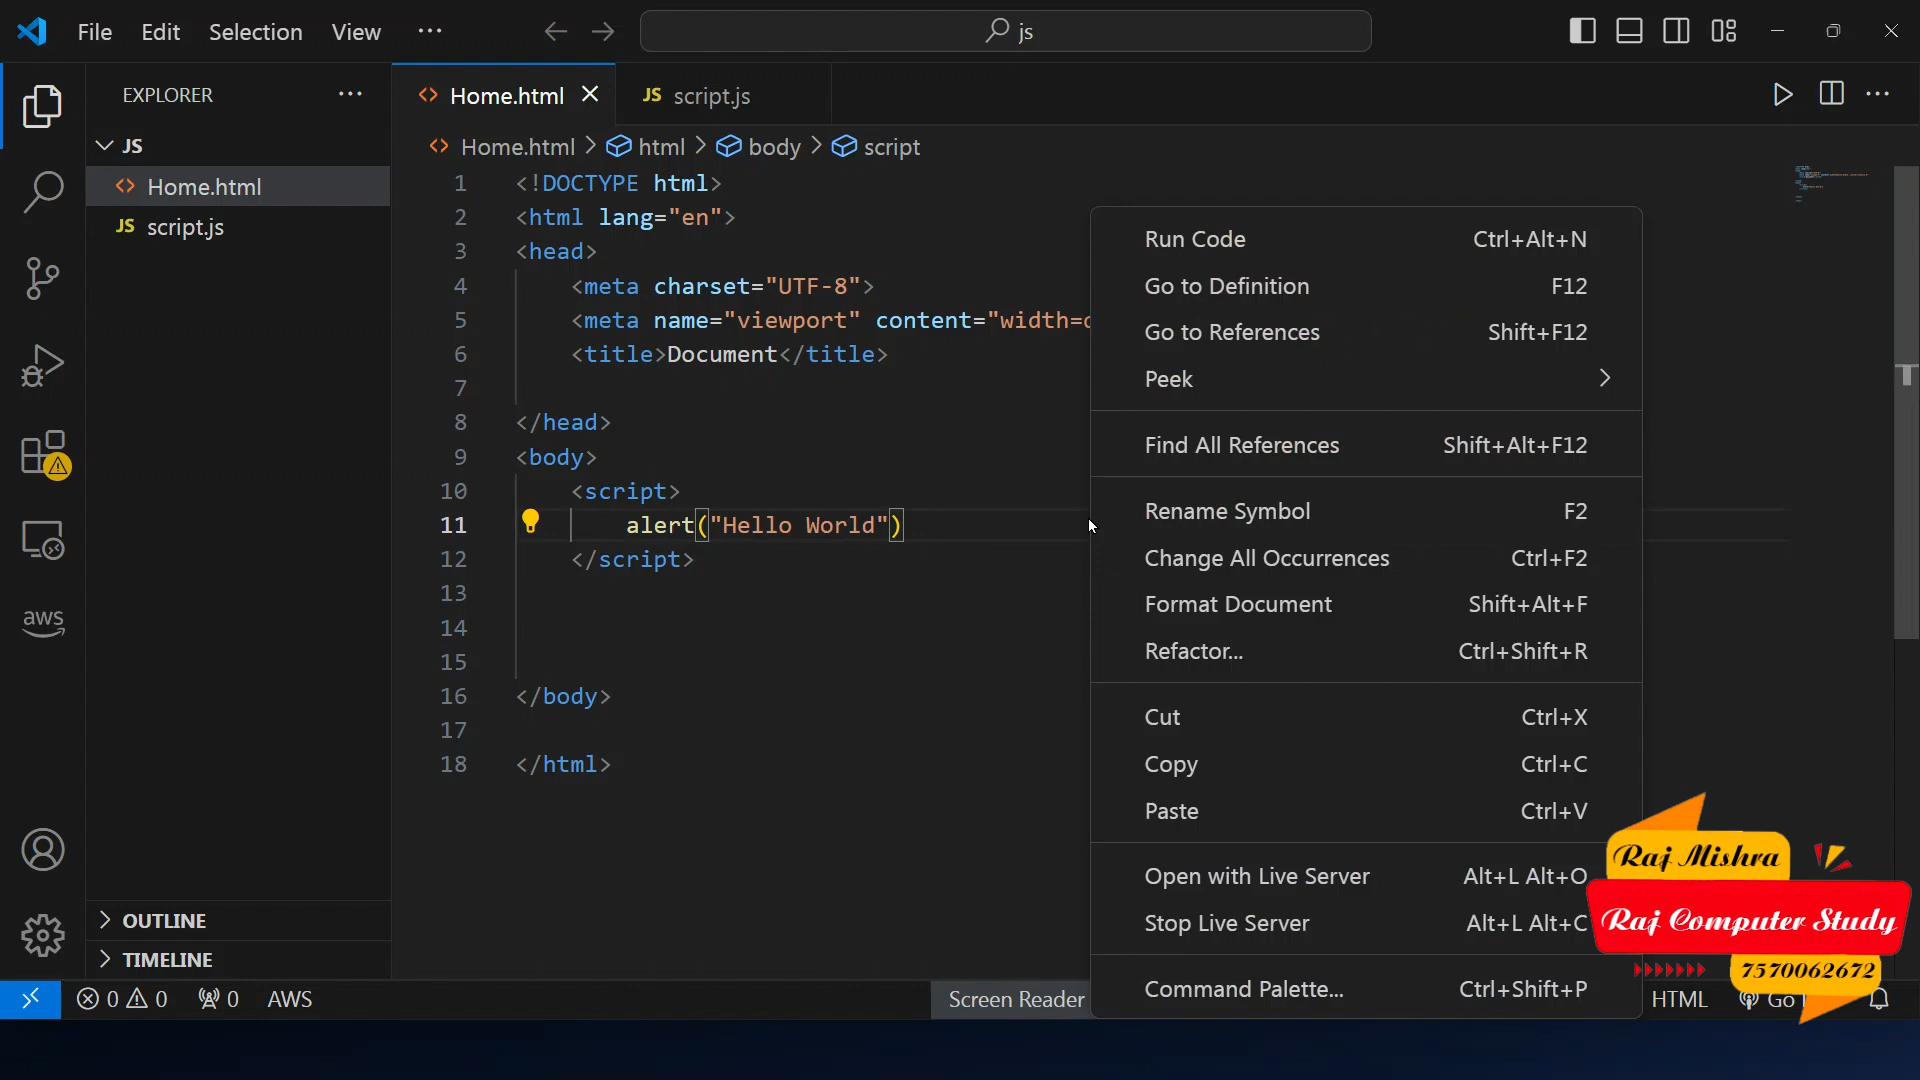 File Edit Selection View ··· js
EXPLORER ···
JS
Home.html
JS script.js
OUTLINE
TIMELINE
aws
Home.html JS script.js
Home.html > html > body > script
1 <!DOCTYPE html>
2 <html lang="en">
3 <head>
4 <meta charset="UTF-8">
5 <meta name="viewport" content="width=
6 <title>Document</title>
7
8 </head>
9 <body>
10 <script>
11 alert("Hello World")
12 </script>
13
14
15
16 </body>
17
18 </html>
Run Code Ctrl+Alt+N
Go to Definition F12
Go to References Shift+F12
Peek
Find All References Shift+Alt+F12
Rename Symbol F2
Change All Occurrences Ctrl+F2
Format Document Shift+Alt+F
Refactor... Ctrl+Shift+R
Cut Ctrl+X
Copy Ctrl+C
Paste Ctrl+V
Open with Live Server Alt+L Alt+O
Stop Live Server Alt+L Alt+C
Command Palette... Ctrl+Shift+P
Raj Mishra
Raj Computer Study
7570062672
0 0 0 AWS Screen Reader HTML Go